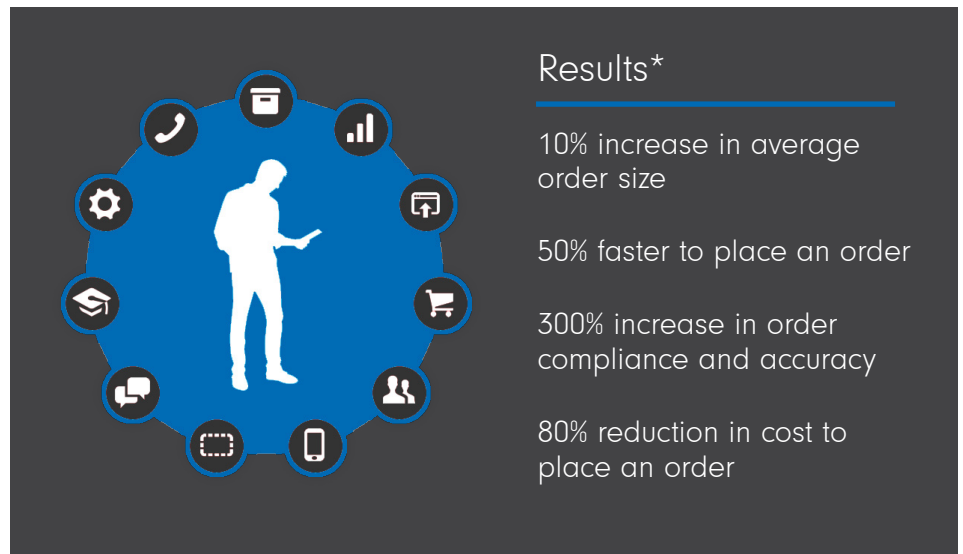 Results*
10% increase in average
order size
50% faster to place an order
300% increase in order
compliance and accuracy
80% reduction in cost to
place an order